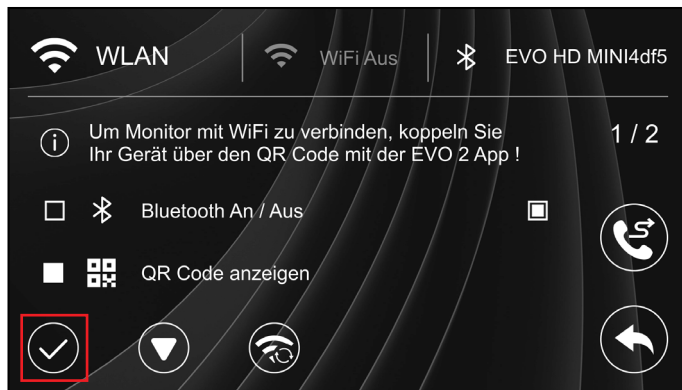 WLAN
WiFi Aus
EVO HD MINI4df5
Um Monitor mit WiFi zu verbinden, koppeln Sie
Ihr Gerät über den QR Code mit der EVO 2 App !
1 / 2
Bluetooth An / Aus
QR Code anzeigen